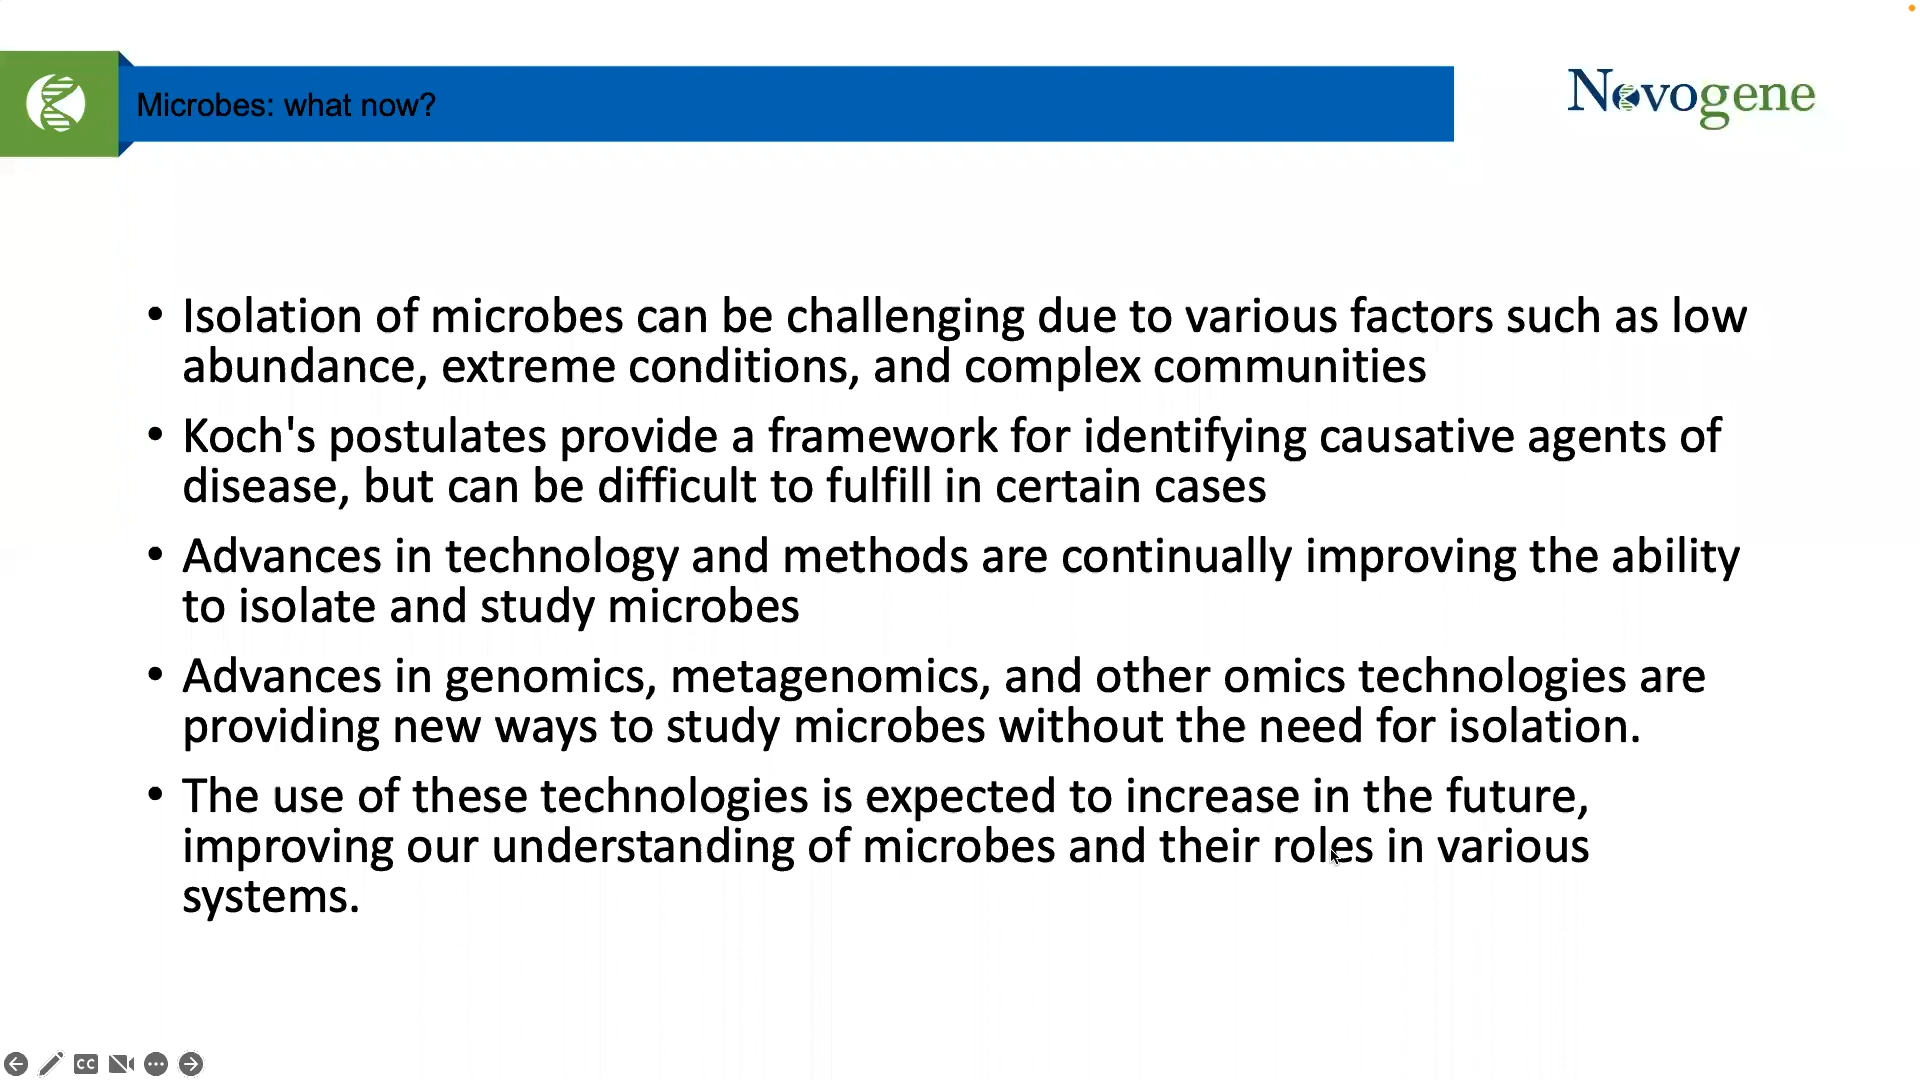 Microbes: what now?
Novogene
• Isolation of microbes can be challenging due to various factors such as low
abundance, extreme conditions, and complex communities
• Koch's postulates provide a framework for identifying causative agents of
disease, but can be difficult to fulfill in certain cases
• Advances in technology and methods are continually improving the ability
to isolate and study microbes
• Advances in genomics, metagenomics, and other omics technologies are
providing new ways to study microbes without the need for isolation.
• The use of these technologies is expected to increase in the future,
improving our understanding of microbes and their roles in various
systems.
CC